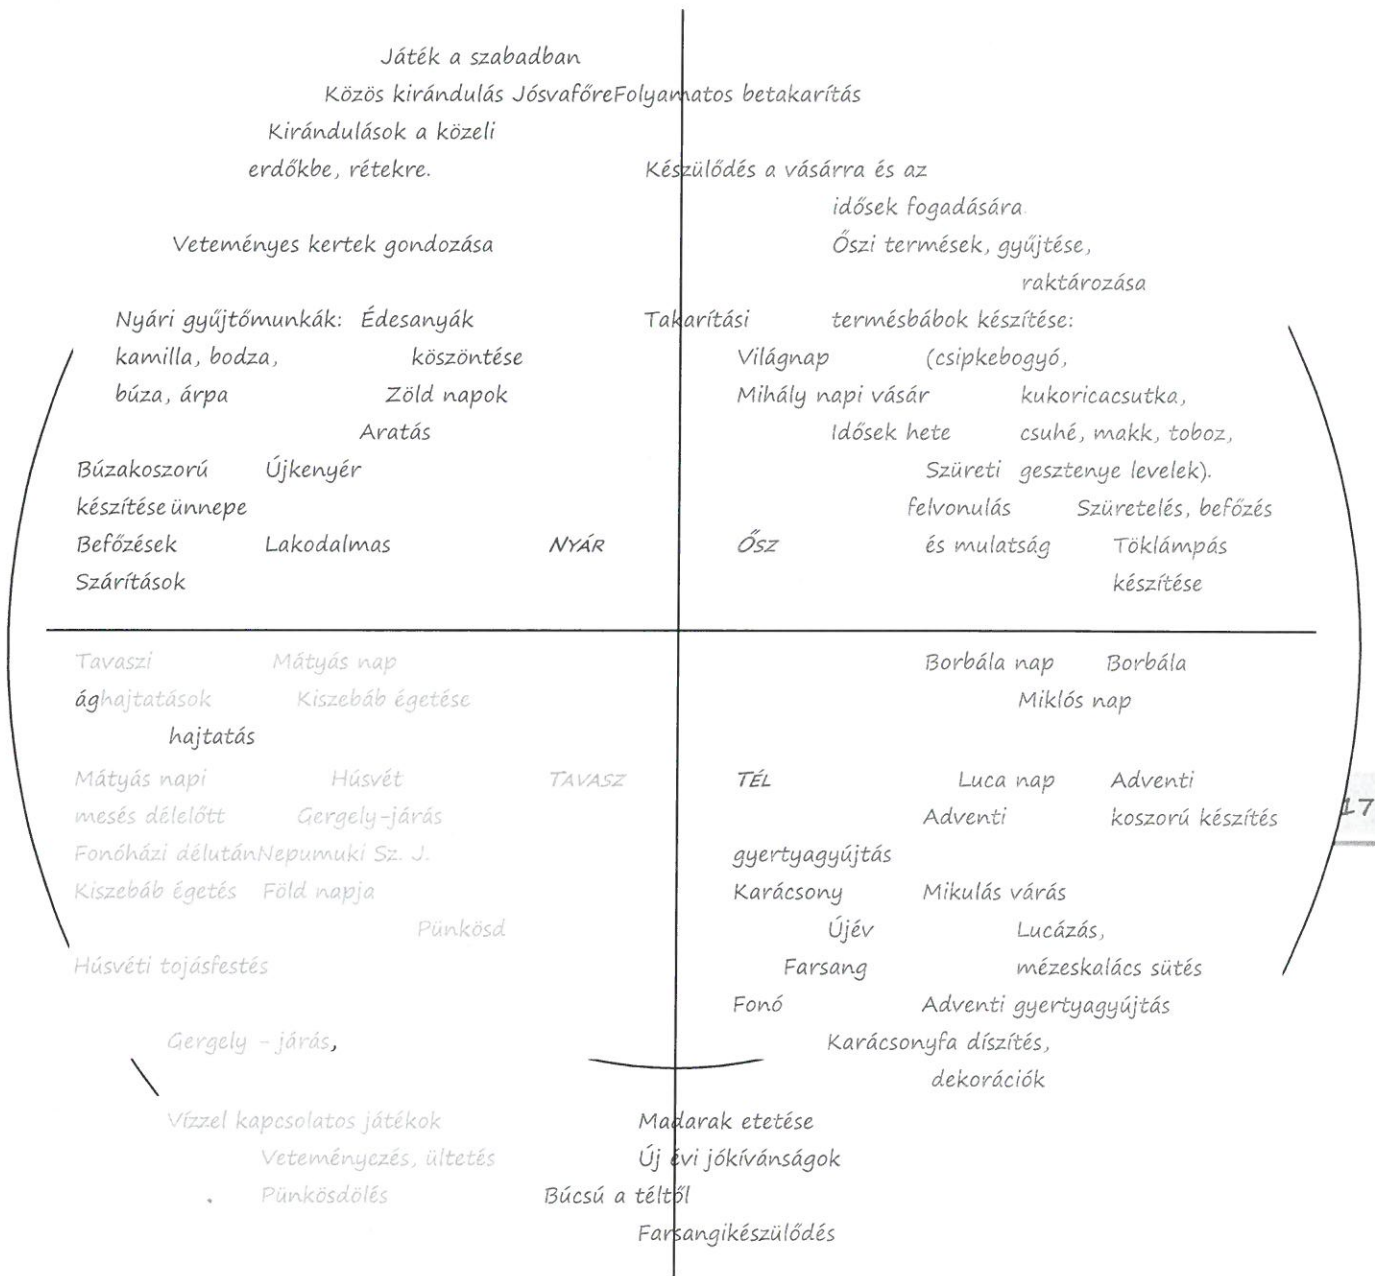 Játék a szabadban
Közös kirándulás JósvafőreFolyamatos betakarítás
Kirándulások a közeli
erdőkbe, rétekre. Készülődés a vásárra és az
idősek fogadására
Veteményes kertek gondozása Őszi termések, gyűjtése,
raktározása
Nyári gyűjtőmunkák: Édesanyák Takarítási termésbábok készítése:
kamilla, bodza, köszöntése Világnap (csipkebogyó,
búza, árpa Zöld napok Mihály napi vásár kukoricacsutka,
Aratás Idősek hete csuhé, makk, toboz,
Búzakoszorú Újkenyér Szüreti gesztenye levelek).
készítése ünnepe felvonulás Szüretelés, befőzés
Befőzések Lakodalmas NYÁR ŐSZ és mulatság Töklámpás
Szárítások készítése
Tavaszi Mátyás nap Borbála nap Borbála
ághajtatások Kiszebáb égetése Miklós nap
hajtatás
Mátyás napi Húsvét TAVASZ TÉL Luca nap Adventi
mesés délelőtt Gergely-járás Adventi koszorú készítés 17
Fonóházi délutánNepumuki Sz. J. gyertyagyújtás
Kiszebáb égetés Föld napja Karácsony Mikulás várás
Pünkösd Újév Lucázás,
Húsvéti tojásfestés Farsang mézeskalács sütés
Fonó Adventi gyertyagyújtás
Gergely - járás, Karácsonyfa díszítés,
dekorációk
Vízzel kapcsolatos játékok Madarak etetése
Veteményezés, ültetés Új évi jókívánságok
Pünkösdölés Búcsú a téltől
Farsangikészülődés